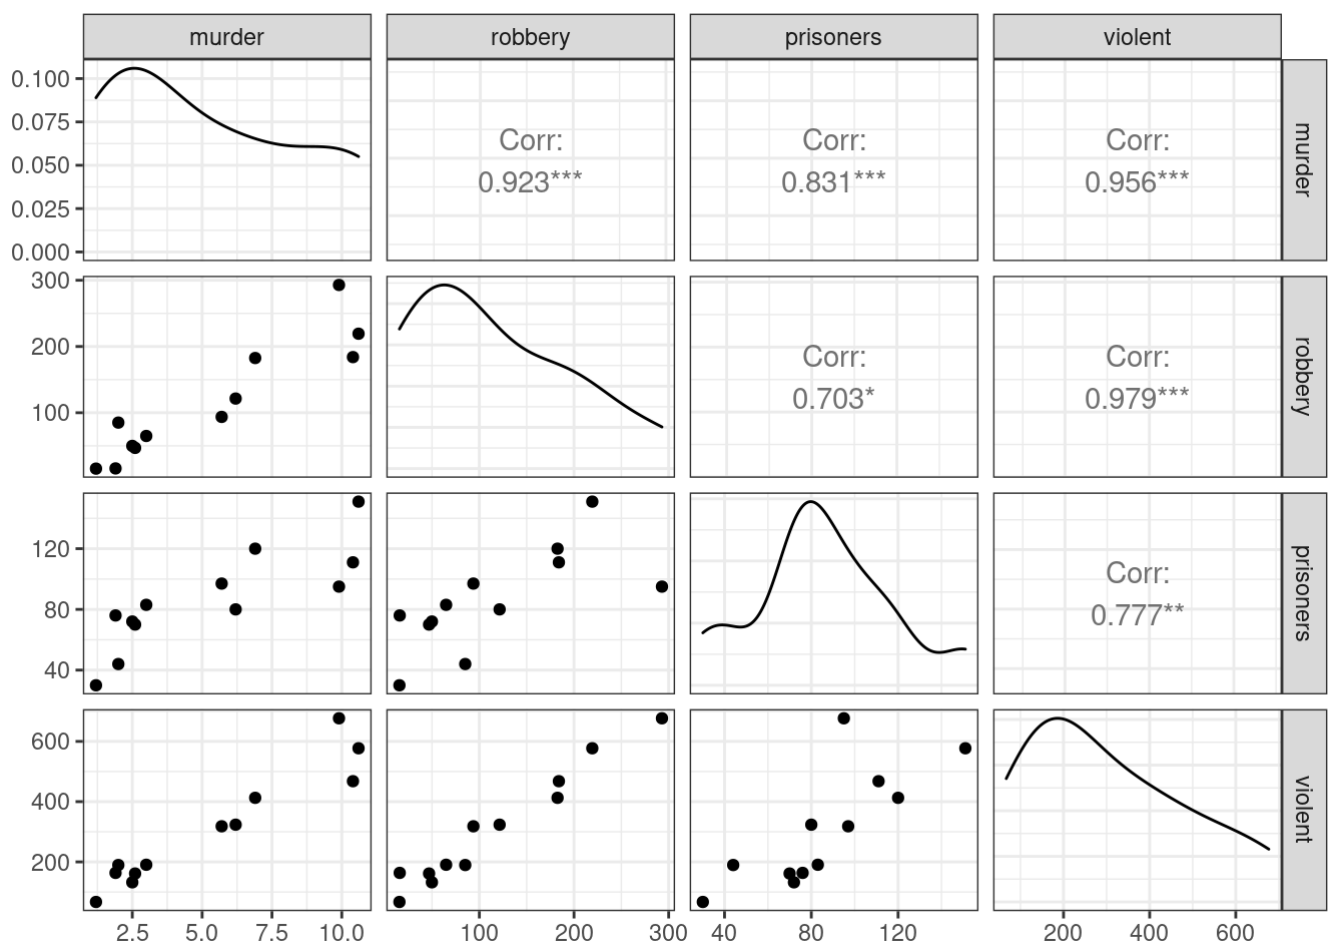 murder robbery prisoners violent
0.100
0.075
0.050
0.025
0.000
Corr:
0.923***
Corr:
0.831***
Corr:
0.956***
murder
300
200
100
Corr:
0.703*
Corr:
0.979***
robbery
120
80
40
Corr:
0.777**
prisoners
600
400
200
violent
2.5 5.0 7.5 10.0 100 200 300 40 80 120 200 400 600